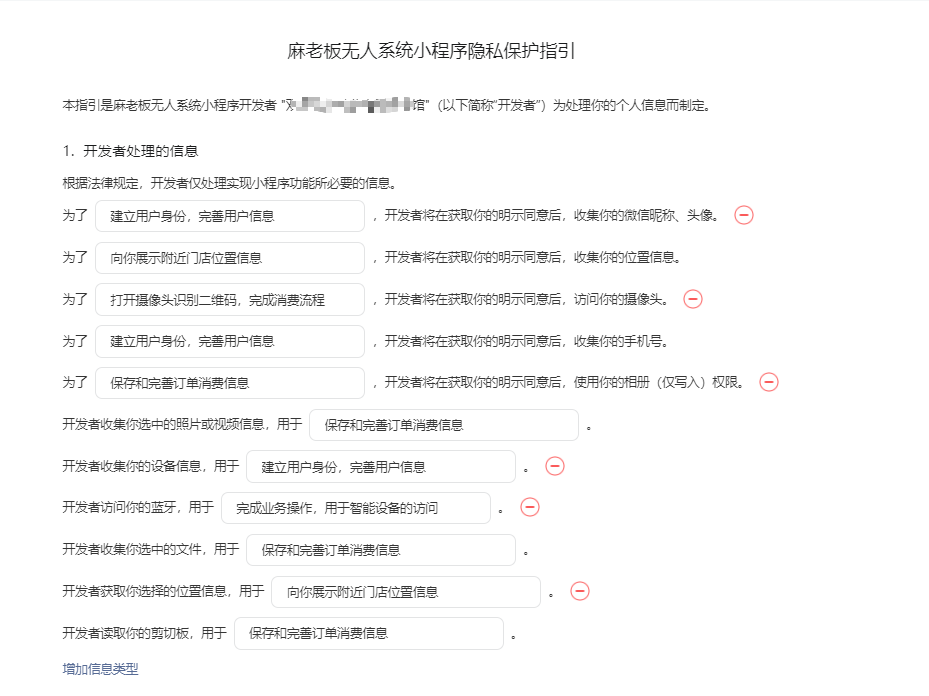 麻老板无人系统小程序隐私保护指引
本指引是麻老板无人系统小程序开发者 "馆"（以下简称“开发者”）为处理你的个人信息而制定。
1. 开发者处理的信息
根据法律规定，开发者仅处理实现小程序功能所必要的信息。
为了 建立用户身份，完善用户信息 ，开发者将在获取你的明示同意后，收集你的微信昵称、头像。
为了 向你展示附近门店位置信息 ，开发者将在获取你的明示同意后，收集你的位置信息。
为了 打开摄像头识别二维码，完成消费流程 ，开发者将在获取你的明示同意后，访问你的摄像头。
为了 建立用户身份，完善用户信息 ，开发者将在获取你的明示同意后，收集你的手机号。
为了 保存和完善订单消费信息 ，开发者将在获取你的明示同意后，使用你的相册（仅写入）权限。
开发者收集你选中的照片或视频信息，用于 保存和完善订单消费信息 。
开发者收集你的设备信息，用于 建立用户身份，完善用户信息 。
开发者访问你的蓝牙，用于 完成业务操作，用于智能设备的访问 。
开发者收集你选中的文件，用于 保存和完善订单消费信息 。
开发者获取你选择的位置信息，用于 向你展示附近门店位置信息 。
开发者读取你的剪切板，用于 保存和完善订单消费信息 。
增加信息类型